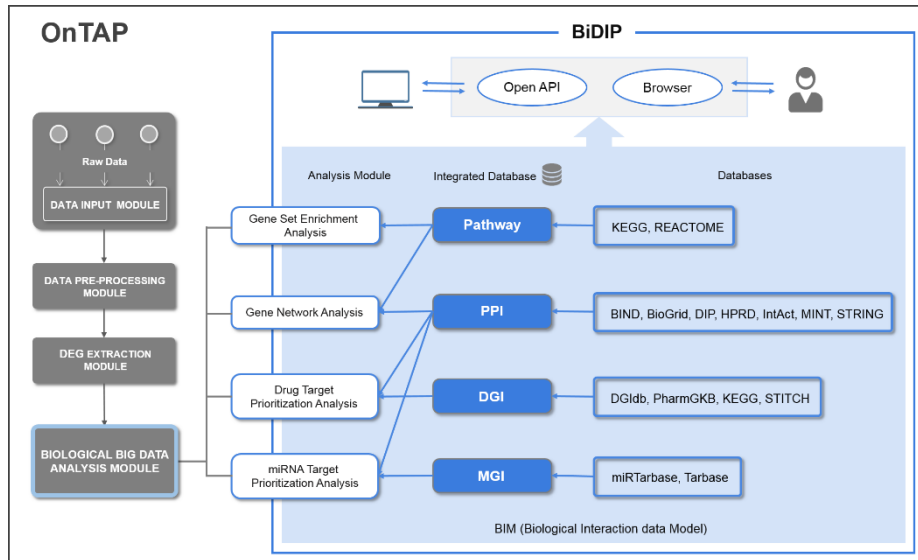 OnTAP
BiDIP
Open API
Browser
Raw Data
DATA INPUT MODULE
DATA PRE-PROCESSING
MODULE
DEG EXTRACTION
MODULE
BIOLOGICAL BIG DATA
ANALYSIS MODULE
Analysis Module
Integrated Database
Databases
Gene Set Enrichment
Analysis
Pathway
KEGG, REACTOME
Gene Network Analysis
PPI
BIND, BioGrid, DIP, HPRD, IntAct, MINT, STRING
Drug Target
Prioritization Analysis
DGI
DGIdb, PharmGKB, KEGG, STITCH
miRNA Target
Prioritization Analysis
MGI
miRTarbase, Tarbase
BIM (Biological Interaction data Model)